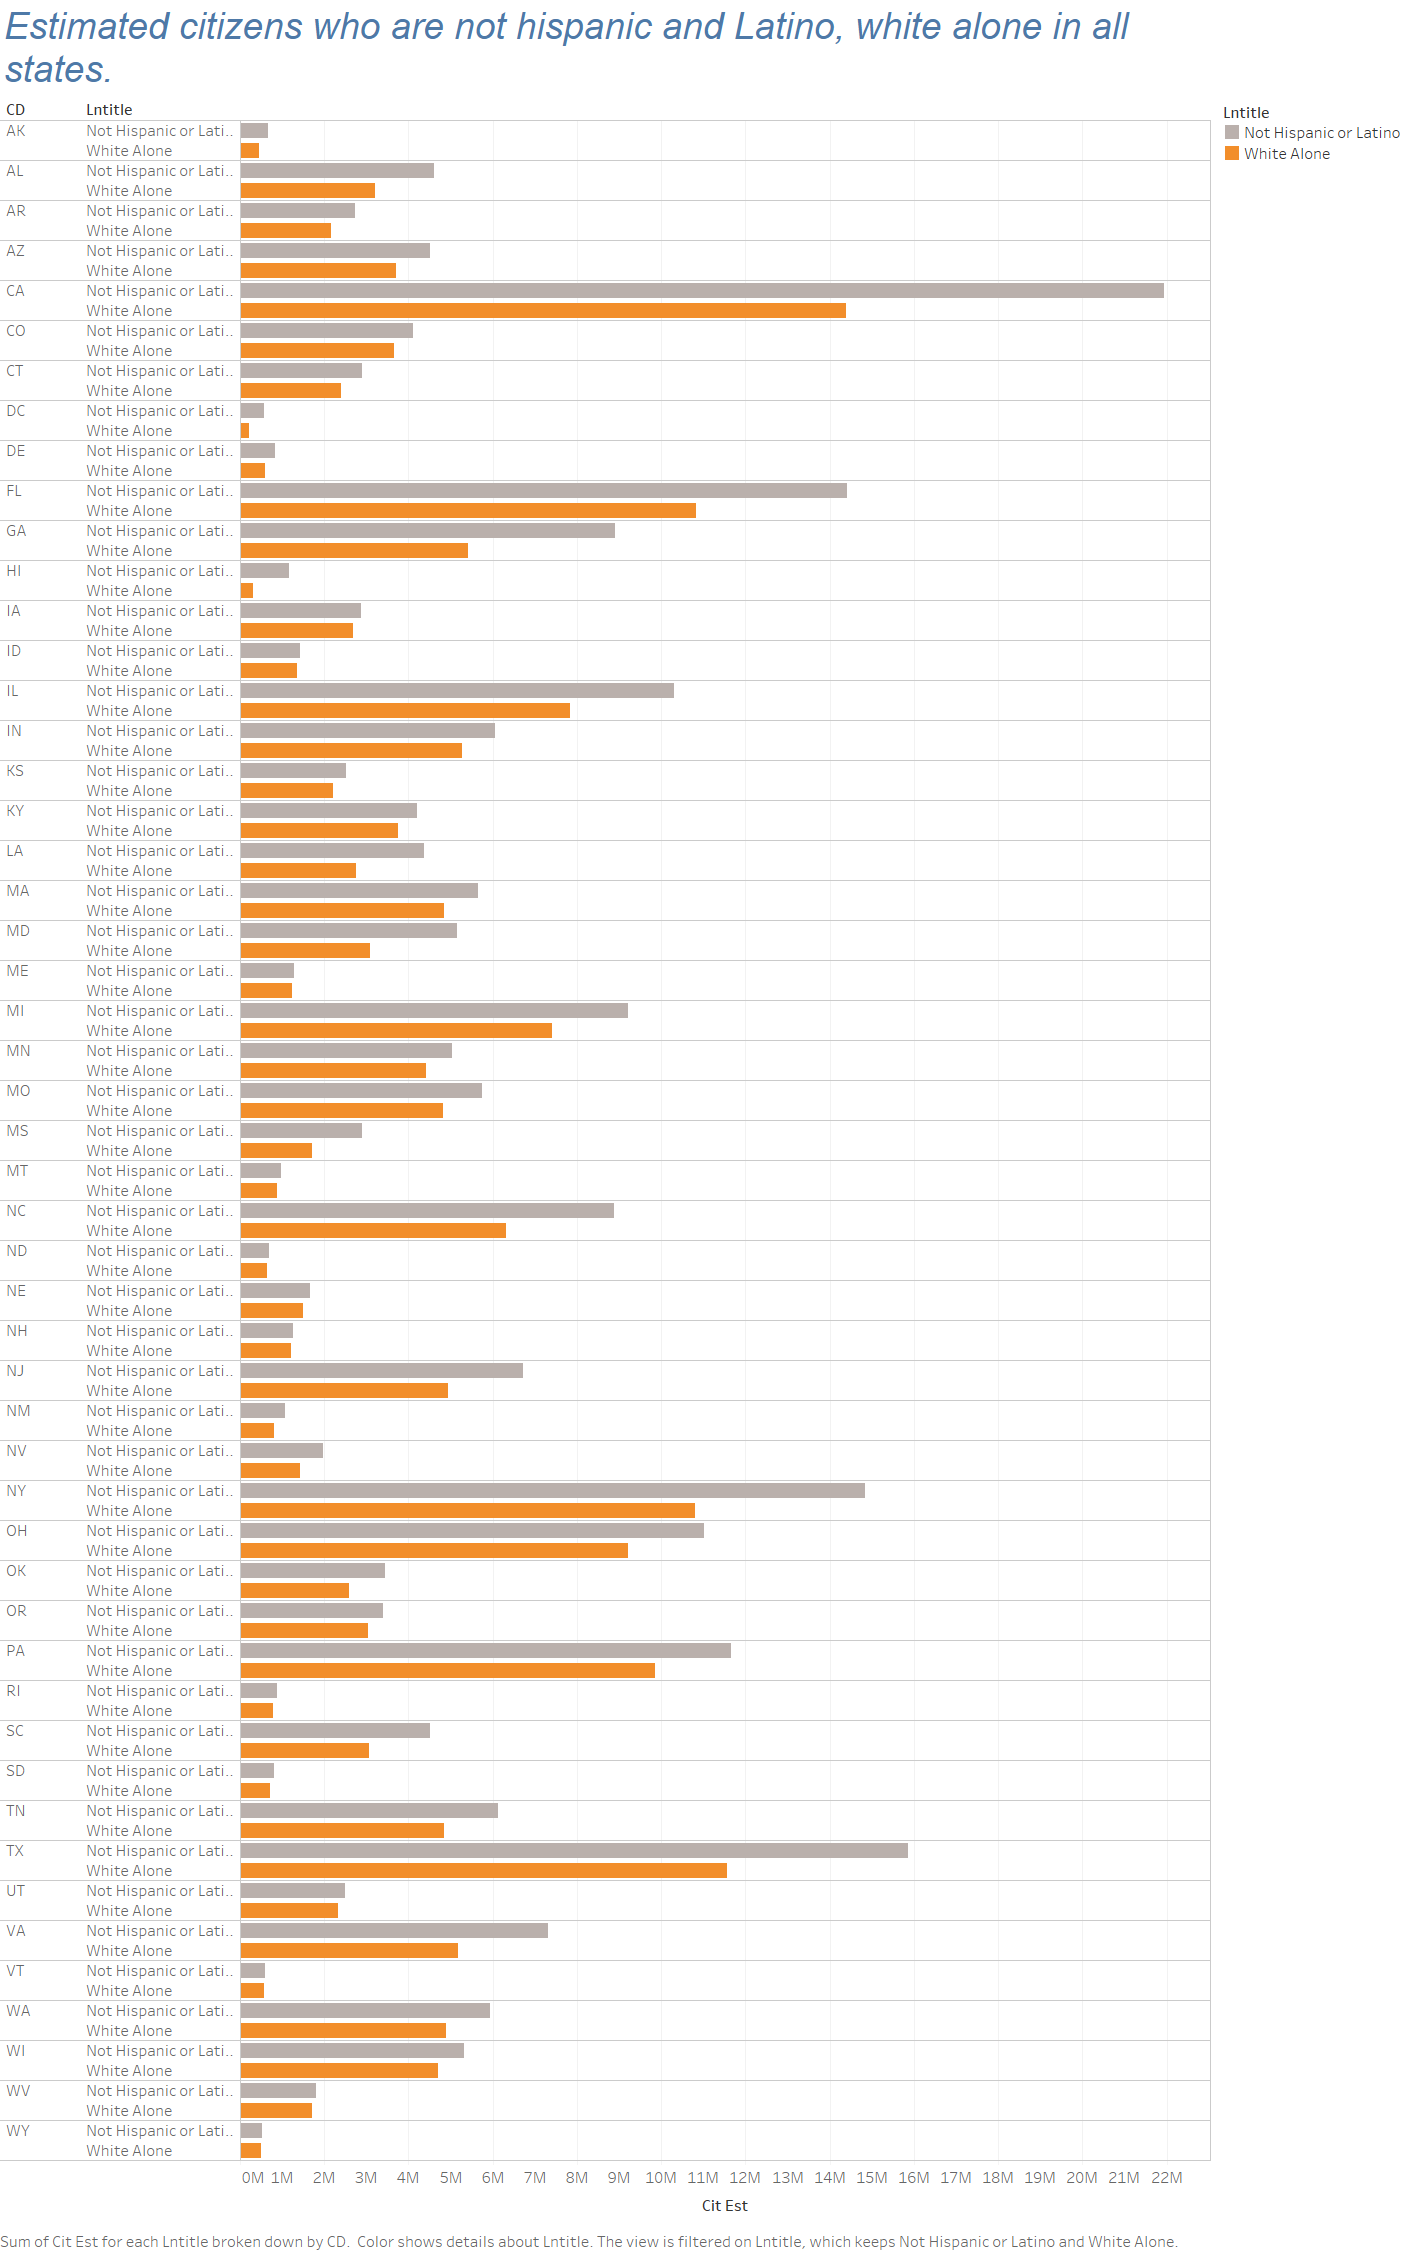 Estimated citizens who are not hispanic and Latino, white alone in all
states.
CD Lntitle
Lntitle
Not Hispanic or Latino
White Alone
AK Not Hispanic or Lati..
White Alone
AL Not Hispanic or Lati..
White Alone
AR Not Hispanic or Lati..
White Alone
AZ Not Hispanic or Lati..
White Alone
CA Not Hispanic or Lati..
White Alone
CO Not Hispanic or Lati..
White Alone
CT Not Hispanic or Lati..
White Alone
DC Not Hispanic or Lati..
White Alone
DE Not Hispanic or Lati..
White Alone
FL Not Hispanic or Lati..
White Alone
GA Not Hispanic or Lati..
White Alone
HI Not Hispanic or Lati..
White Alone
IA Not Hispanic or Lati..
White Alone
ID Not Hispanic or Lati..
White Alone
IL Not Hispanic or Lati..
White Alone
IN Not Hispanic or Lati..
White Alone
KS Not Hispanic or Lati..
White Alone
KY Not Hispanic or Lati..
White Alone
LA Not Hispanic or Lati..
White Alone
MA Not Hispanic or Lati..
White Alone
MD Not Hispanic or Lati..
White Alone
ME Not Hispanic or Lati..
White Alone
MI Not Hispanic or Lati..
White Alone
MN Not Hispanic or Lati..
White Alone
MO Not Hispanic or Lati..
White Alone
MS Not Hispanic or Lati..
White Alone
MT Not Hispanic or Lati..
White Alone
NC Not Hispanic or Lati..
White Alone
ND Not Hispanic or Lati..
White Alone
NE Not Hispanic or Lati..
White Alone
NH Not Hispanic or Lati..
White Alone
NJ Not Hispanic or Lati..
White Alone
NM Not Hispanic or Lati..
White Alone
NV Not Hispanic or Lati..
White Alone
NY Not Hispanic or Lati..
White Alone
OH Not Hispanic or Lati..
White Alone
OK Not Hispanic or Lati..
White Alone
OR Not Hispanic or Lati..
White Alone
PA Not Hispanic or Lati..
White Alone
RI Not Hispanic or Lati..
White Alone
SC Not Hispanic or Lati..
White Alone
SD Not Hispanic or Lati..
White Alone
TN Not Hispanic or Lati..
White Alone
TX Not Hispanic or Lati..
White Alone
UT Not Hispanic or Lati..
White Alone
VA Not Hispanic or Lati..
White Alone
VT Not Hispanic or Lati..
White Alone
WA Not Hispanic or Lati..
White Alone
WI Not Hispanic or Lati..
White Alone
WV Not Hispanic or Lati..
White Alone
WY Not Hispanic or Lati..
White Alone
0M 1M 2M 3M 4M 5M 6M 7M 8M 9M 10M 11M 12M 13M 14M 15M 16M 17M 18M 19M 20M 21M 22M
Cit Est
Sum of Cit Est for each Lntitle broken down by CD.  Color shows details about Lntitle. The view is filtered on Lntitle, which keeps Not Hispanic or Latino and White Alone.